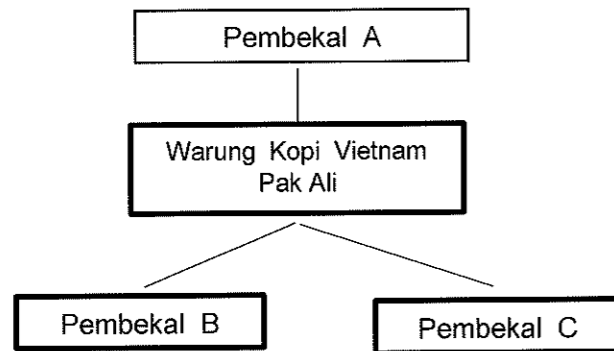 Pembekal A
Warung Kopi Vietnam
Pak Ali
Pembekal B
Pembekal C